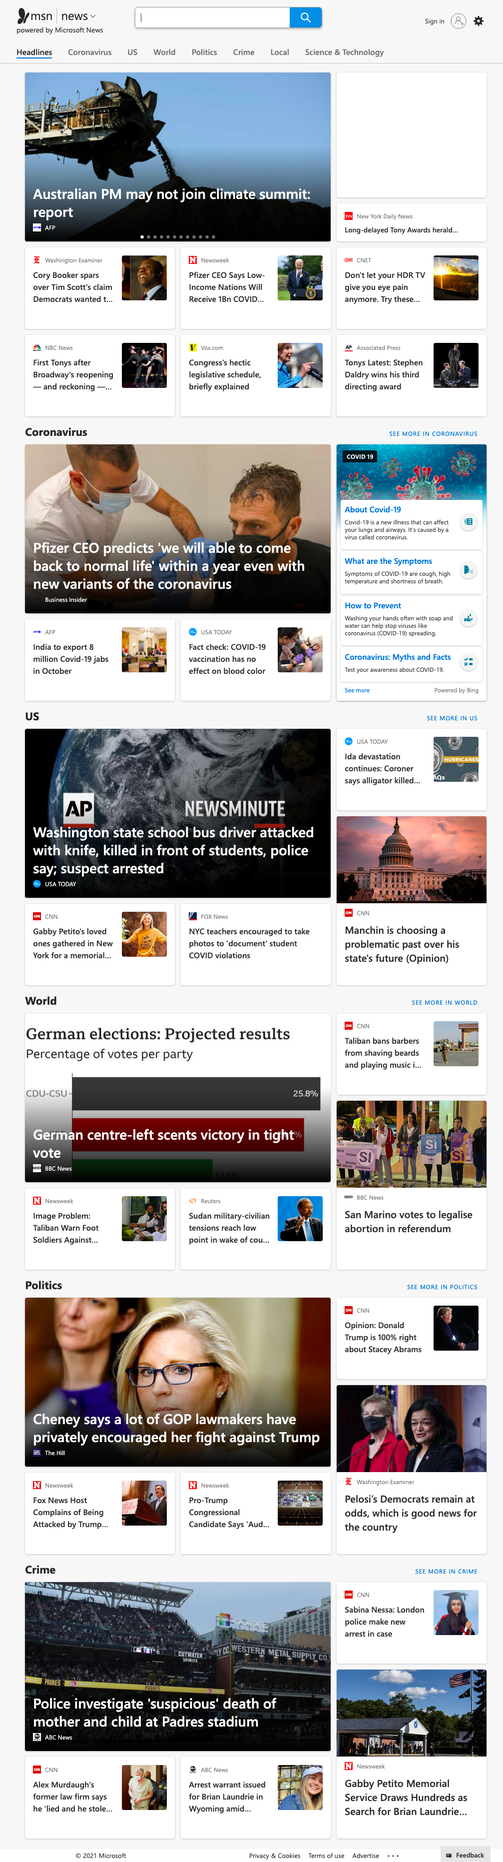 msn | news
powered by Microsoft News
Sign in
Headlines Coronavirus US World Politics Crime Local Science & Technology
Australian PM may not join climate summit:
report
AFP
New York Daily News
Long-delayed Tony Awards herald...
Washington Examiner
Cory Booker spars
over Tim Scott's claim
Democrats wanted t...
Newsweek
Pfizer CEO Says Low-
Income Nations Will
Receive 1Bn COVID...
CNET
Don't let your HDR TV
give you eye pain
anymore. Try these...
NBC News
First Tonys after
Broadway's reopening
— and reckoning —...
Vox.com
Congress's hectic
legislative schedule,
briefly explained
Associated Press
Tonys Latest: Stephen
Daldry wins his third
directing award
Coronavirus
SEE MORE IN CORONAVIRUS
Pfizer CEO predicts 'we will able to come
back to normal life' within a year even with
new variants of the coronavirus
Business Insider
COVID 19
About Covid-19
Covid-19 is a new illness that can affect
your lungs and airways. It's caused by a
virus called coronavirus.
What are the Symptoms
Symptoms of COVID-19 are cough, high
temperature and shortness of breath.
How to Prevent
Washing your hands often with soap and
water can help stop viruses like
coronavirus (COVID-19) spreading.
Coronavirus: Myths and Facts
Test your awareness about COVID-19.
See more
Powered by Bing
AFP
India to export 8
million Covid-19 jabs
in October
USA TODAY
Fact check: COVID-19
vaccination has no
effect on blood color
US
SEE MORE IN US
AP NEWSMINUTE
Washington state school bus driver attacked
with knife, killed in front of students, police
say; suspect arrested
USA TODAY
USA TODAY
Ida devastation
continues: Coroner
says alligator killed...
HURRICANES
AQs
CNN
Manchin is choosing a
problematic past over his
state's future (Opinion)
CNN
Gabby Petito's loved
ones gathered in New
York for a memorial...
FOX News
NYC teachers encouraged to take
photos to 'document' student
COVID violations
World
SEE MORE IN WORLD
German elections: Projected results
Percentage of votes per party
CDU-CSU
25.8%
German centre-left scents victory in tight
vote
BBC News
CNN
Taliban bans barbers
from shaving beards
and playing music i...
SI
SI
BBC News
San Marino votes to legalise
abortion in referendum
Newsweek
Image Problem:
Taliban Warn Foot
Soldiers Against...
Reuters
Sudan military-civilian
tensions reach low
point in wake of cou...
Politics
SEE MORE IN POLITICS
Cheney says a lot of GOP lawmakers have
privately encouraged her fight against Trump
The Hill
CNN
Opinion: Donald
Trump is 100% right
about Stacey Abrams
Washington Examiner
Pelosi's Democrats remain at
odds, which is good news for
the country
Newsweek
Fox News Host
Complains of Being
Attacked by Trump...
Newsweek
Pro-Trump
Congressional
Candidate Says 'Aud...
Crime
SEE MORE IN CRIME
CUTWATER
SPIRITS
WESTERN METAL SUPPLY CO.
PADRES
Police investigate 'suspicious' death of
mother and child at Padres stadium
ABC News
CNN
Sabina Nessa: London
police make new
arrest in case
Newsweek
Gabby Petito Memorial
Service Draws Hundreds as
Search for Brian Laundrie...
CNN
Alex Murdaugh's
former law firm says
he 'lied and he stole...
ABC News
Arrest warrant issued
for Brian Laundrie in
Wyoming amid...
© 2021 Microsoft
Privacy & Cookies Terms of use Advertise ...
Feedback